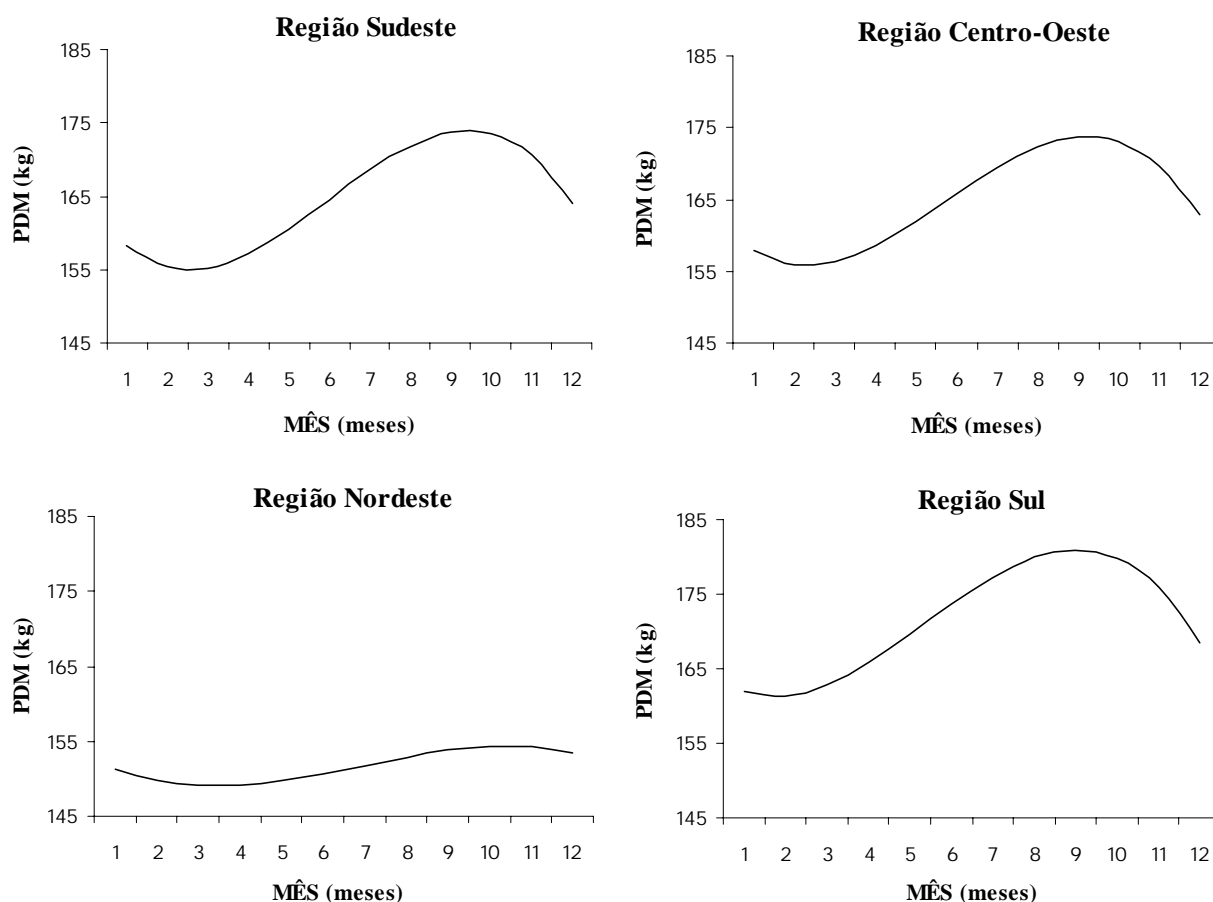 Região Sudeste
185
175
165
155
145
PDM (kg)
1 2 3 4 5 6 7 8 9 10 11 12
MÊS (meses)
Região Centro-Oeste
185
175
165
155
145
PDM (kg)
1 2 3 4 5 6 7 8 9 10 11 12
MÊS (meses)
Região Nordeste
185
175
165
155
145
PDM (kg)
1 2 3 4 5 6 7 8 9 10 11 12
MÊS (meses)
Região Sul
185
175
165
155
145
PDM (kg)
1 2 3 4 5 6 7 8 9 10 11 12
MÊS (meses)